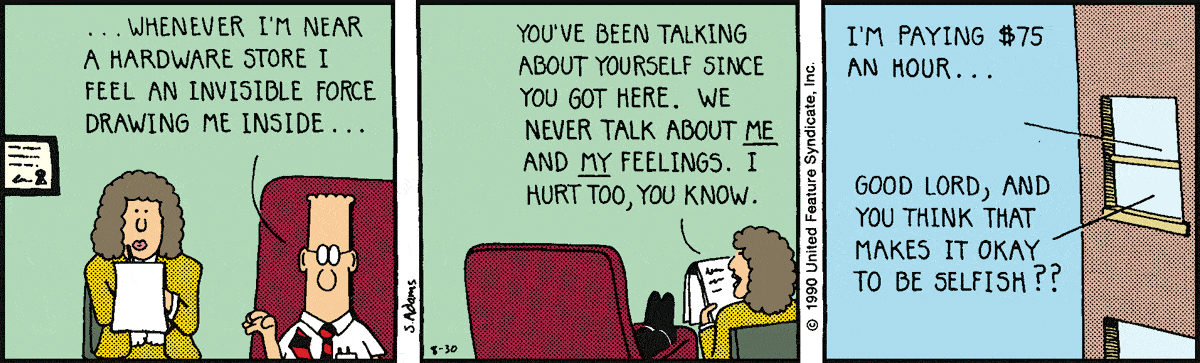 ...WHENEVER I'M NEAR
A HARDWARE STORE I
FEEL AN INVISIBLE FORCE
DRAWING ME INSIDE...
S.Adams
YOU'VE BEEN TALKING
ABOUT YOURSELF SINCE
YOU GOT HERE. WE
NEVER TALK ABOUT ME
AND MY FEELINGS. I
HURT TOO, YOU KNOW.
8-30
© 1990 United Feature Syndicate, Inc.
I'M PAYING $75
AN HOUR...
GOOD LORD, AND
YOU THINK THAT
MAKES IT OKAY
TO BE SELFISH??